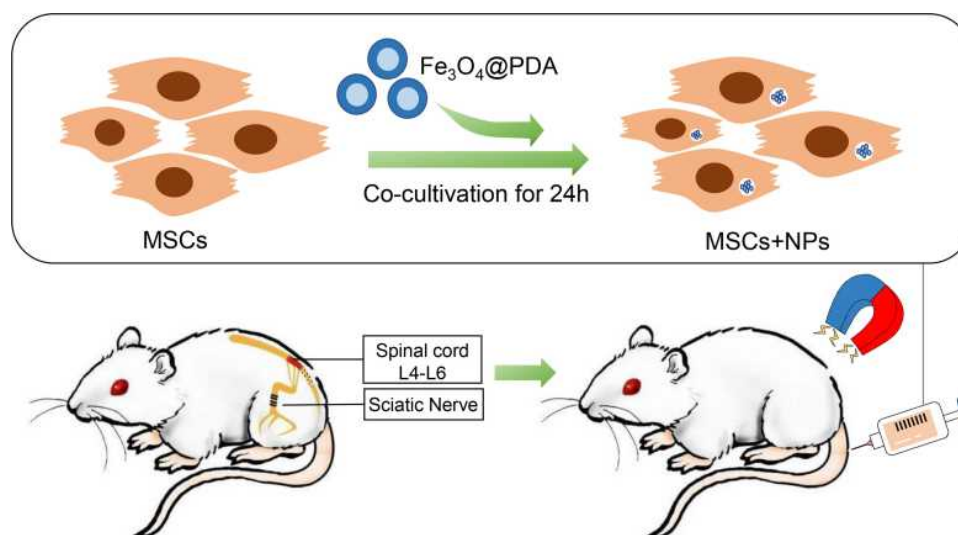 Fe₃O₄@PDA
Co-cultivation for 24h
MSCs
MSCs+NPs
Spinal cord
L4-L6
Sciatic Nerve